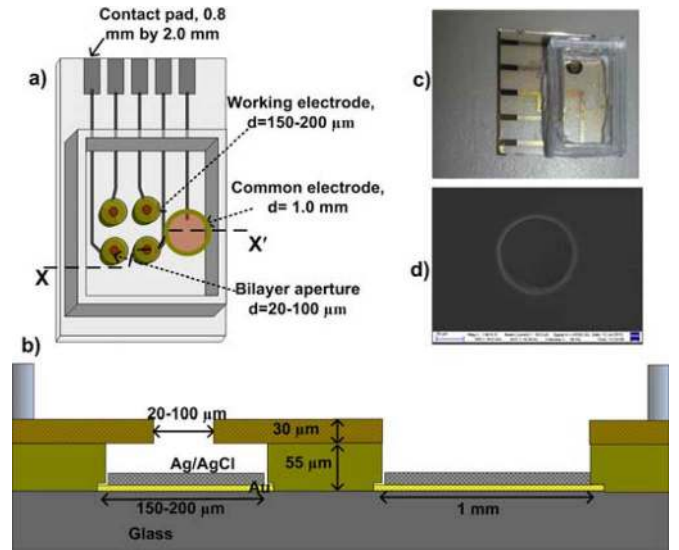 Contact pad, 0.8
mm by 2.0 mm
a)
Working electrode,
d=150-200 µm
Common electrode,
d= 1.0 mm
X'
X
Bilayer aperture
d=20-100 µm
c)
d)
b)
20-100 µm
30 µm
Ag/AgCl
55 µm
Au
150-200 µm
1 mm
Glass